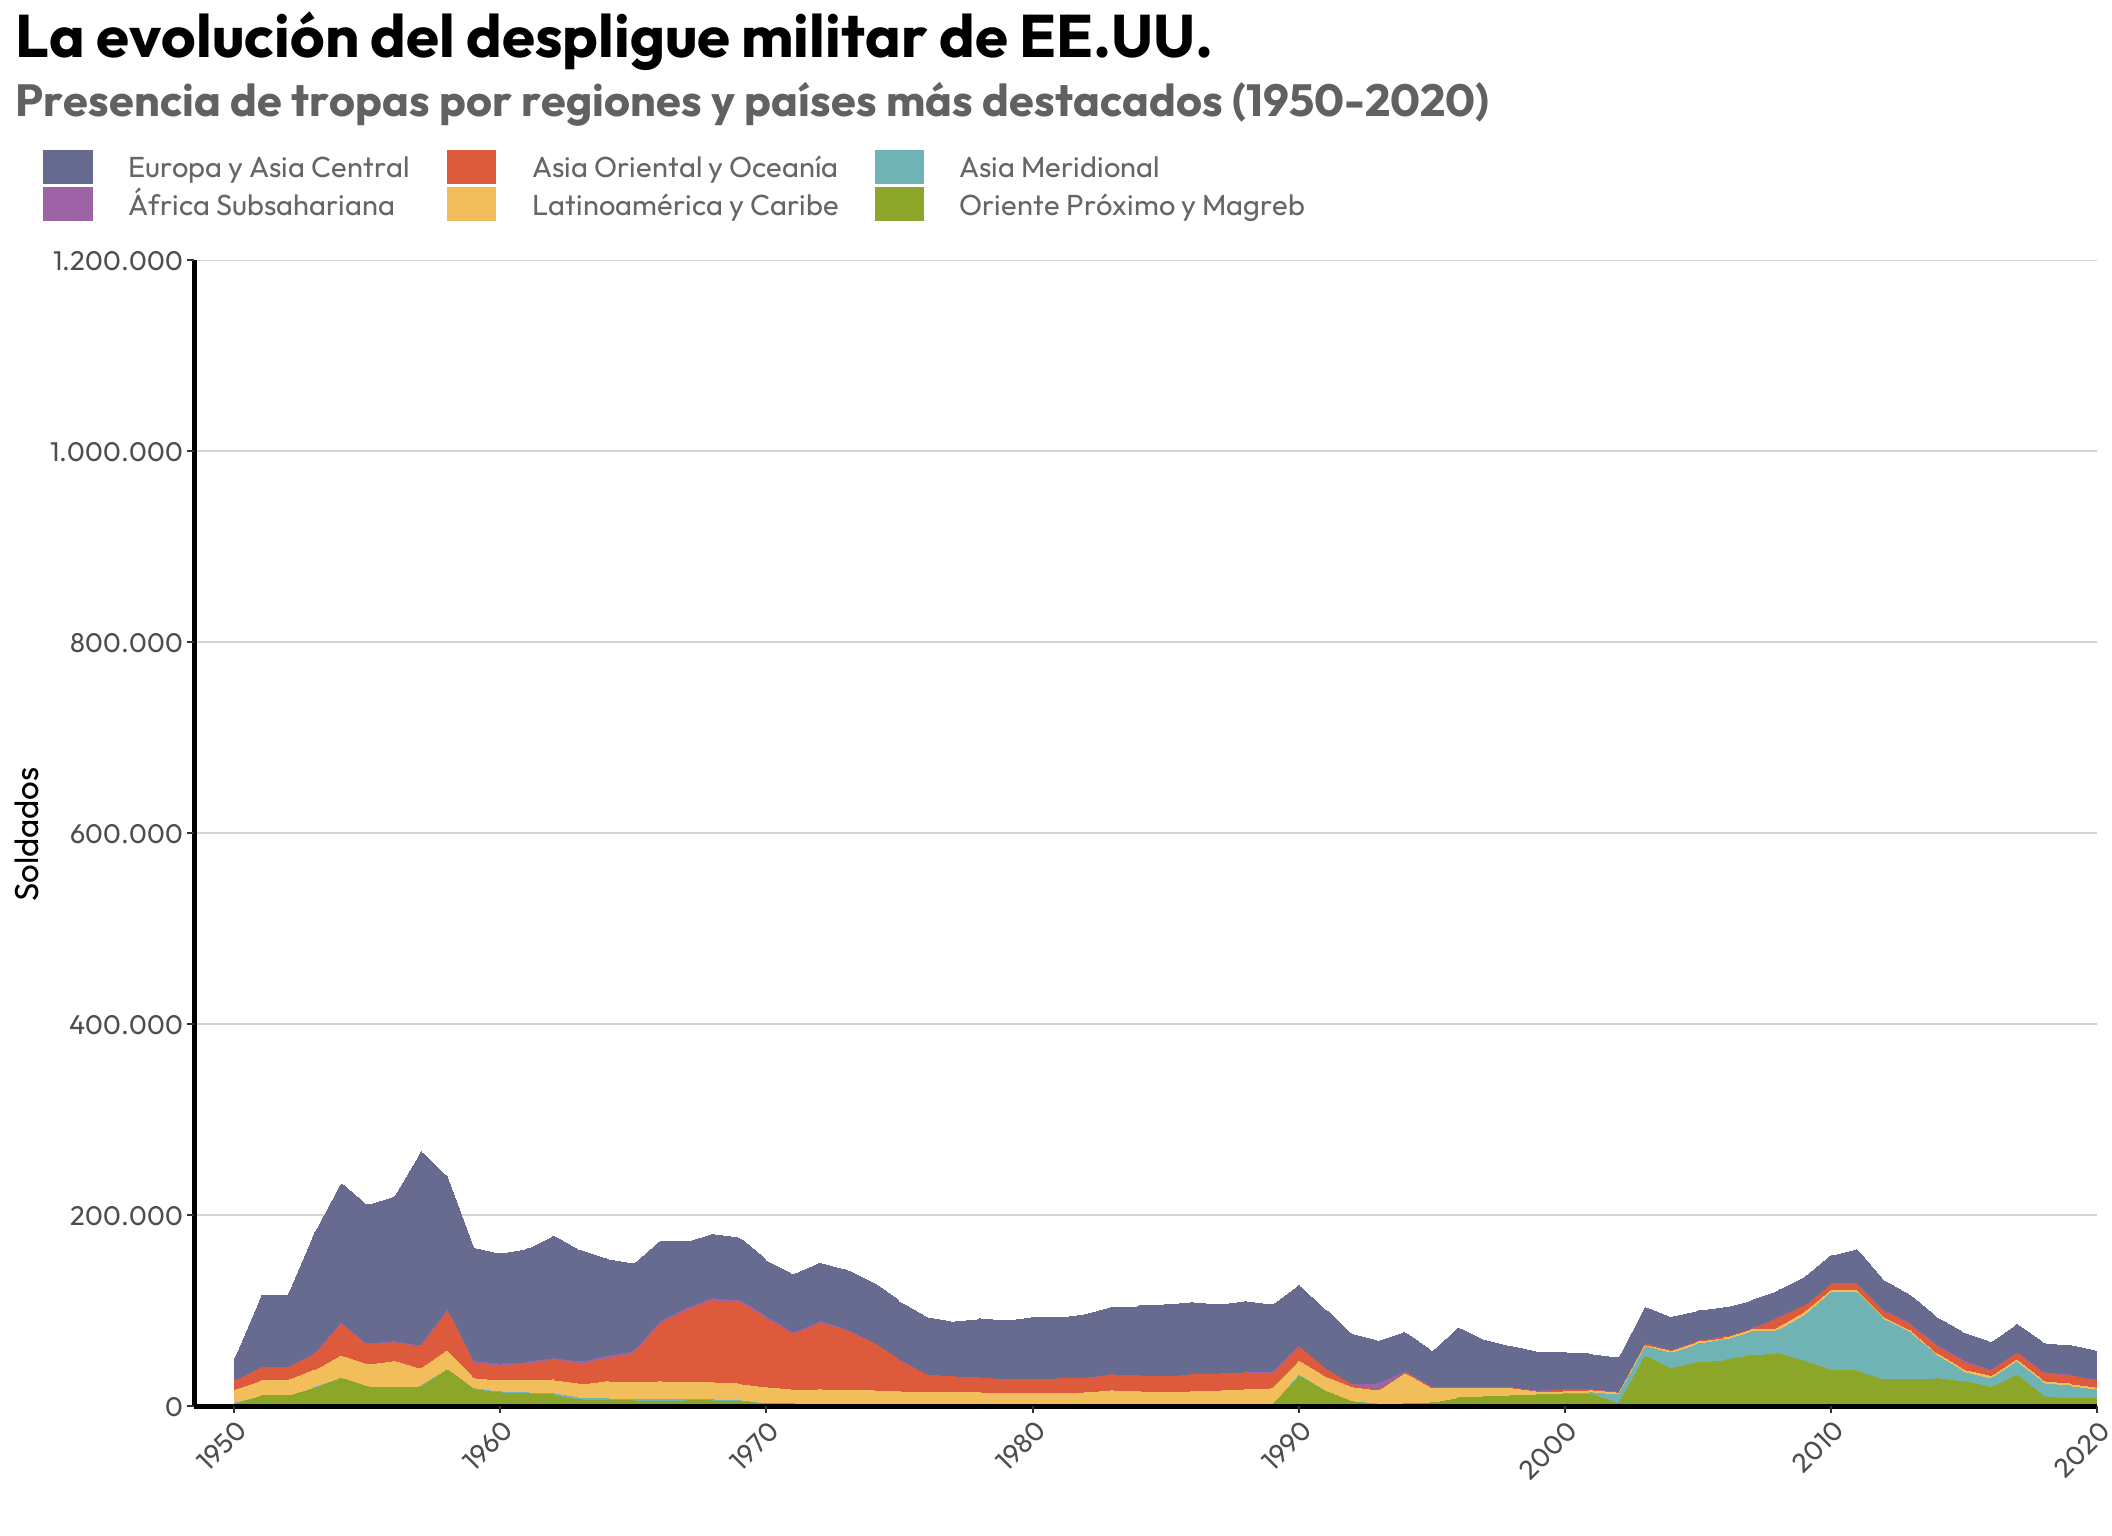 La evolución del despligue militar de EE.UU.
Presencia de tropas por regiones y países más destacados (1950-2020)
Europa y Asia Central
Asia Oriental y Oceanía
Asia Meridional
África Subsahariana
Latinoamérica y Caribe
Oriente Próximo y Magreb
1.200.000
1.000.000
800.000
600.000
400.000
200.000
0
Soldados
1950
1960
1970
1980
1990
2000
2010
2020